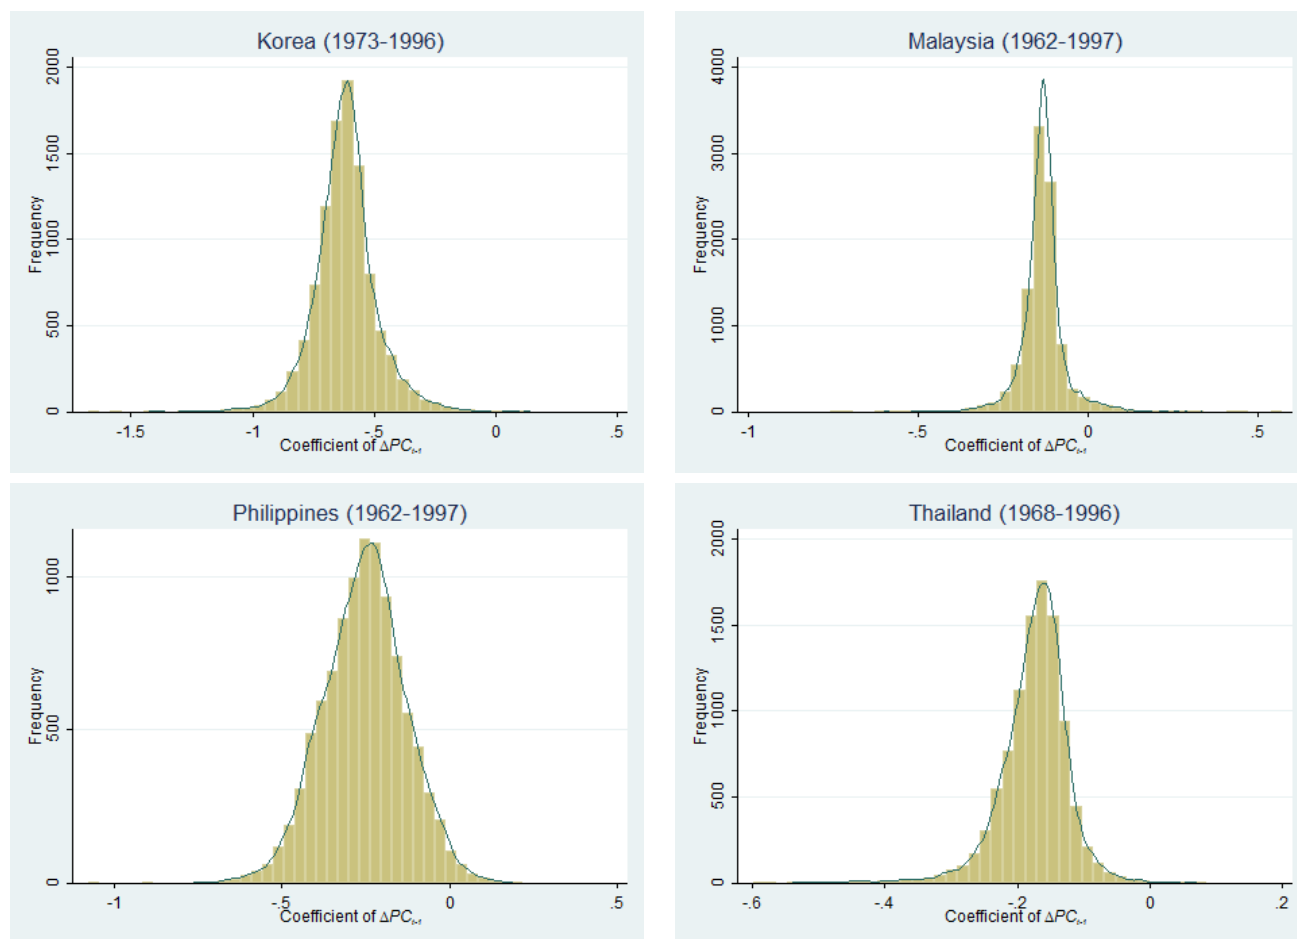 Korea (1973-1996)
Frequency
0 500 1000 1500 2000
-1.5 -1 -.5 0 .5
Coefficient of ΔPCt-1
Malaysia (1962-1997)
Frequency
0 1000 2000 3000 4000
-1 -.5 0 .5
Coefficient of ΔPCt-1
Philippines (1962-1997)
Frequency
0 500 1000
-1 -.5 0 .5
Coefficient of ΔPCt-1
Thailand (1968-1996)
Frequency
0 500 1000 1500 2000
-.6 -.4 -.2 0 .2
Coefficient of ΔPCt-1